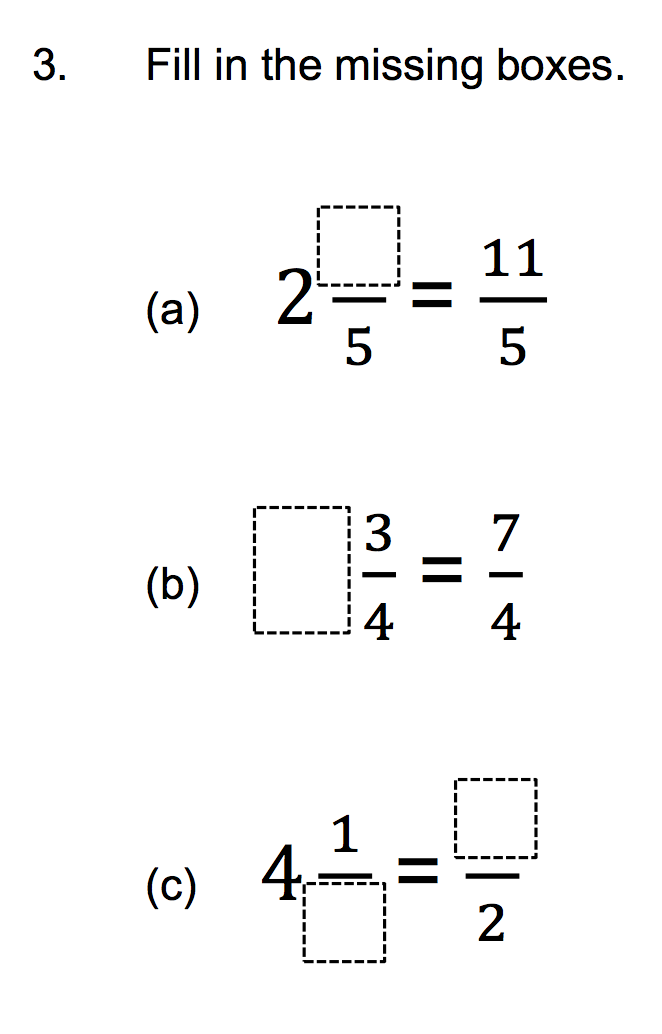 3. Fill in the missing boxes.
(a) 2 □/5 = 11/5
(b) □ 3/4 = 7/4
(c) 4 1/□ = □/2